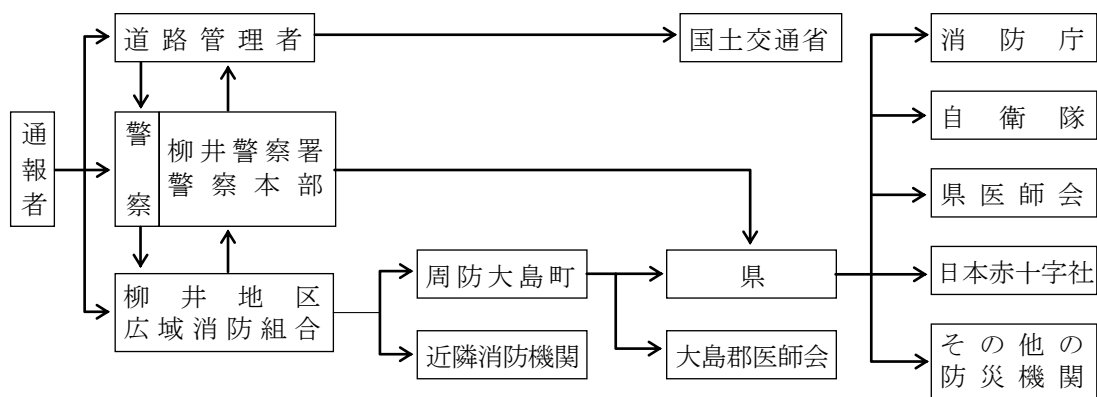 通報者
道路管理者
国土交通省
警察
柳井警察署
警察本部
柳井地区
広域消防組合
周防大島町
近隣消防機関
県
大島郡医師会
消防庁
自衛隊
県医師会
日本赤十字社
その他の
防災機関